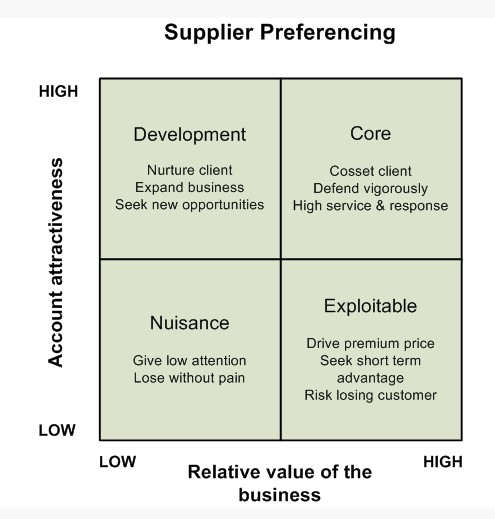 Supplier Preferencing
HIGH
Account attractiveness
LOW
Development
Nurture client
Expand business
Seek new opportunities
Core
Cosset client
Defend vigorously
High service & response
Nuisance
Give low attention
Lose without pain
Exploitable
Drive premium price
Seek short term
advantage
Risk losing customer
LOW
Relative value of the
business
HIGH